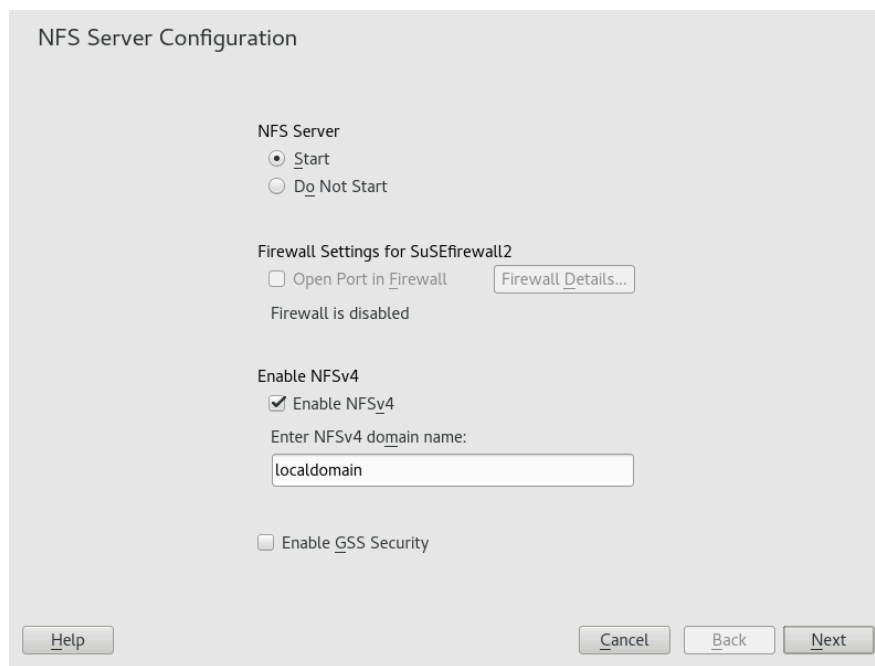 NFS Server Configuration
NFS Server
Start
Do Not Start
Firewall Settings for SuSEfirewall2
Open Port in Firewall
Firewall Details...
Firewall is disabled
Enable NFSv4
Enable NFSv4
Enter NFSv4 domain name:
localdomain
Enable GSS Security
Help
Cancel
Back
Next